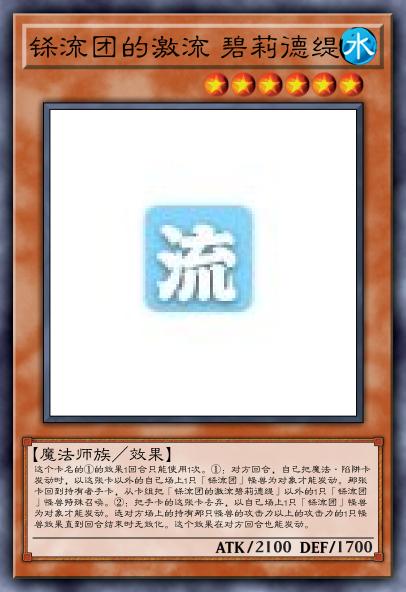 铩流团的激流 碧莉德缇
水
流
【魔法师族／效果】
这个卡名的①的效果1回合只能使用1次。①：对方回合，自己把魔法·陷阱卡
发动时，以这张卡以外的自己场上1只「铩流团」怪兽为对象才能发动。那张
卡回到持有者手卡，从卡组把「铩流团的激流碧莉德缇」以外的1只「铩流团
」怪兽特殊召唤。②：把手卡的这张卡丢弃，以自己场上1只「铩流团」怪兽
为对象才能发动。选对方场上的持有那只怪兽的攻击力以上的攻击力的1只怪
兽效果直到回合结束时无效化。这个效果在对方回合也能发动。
ATK/2100 DEF/1700